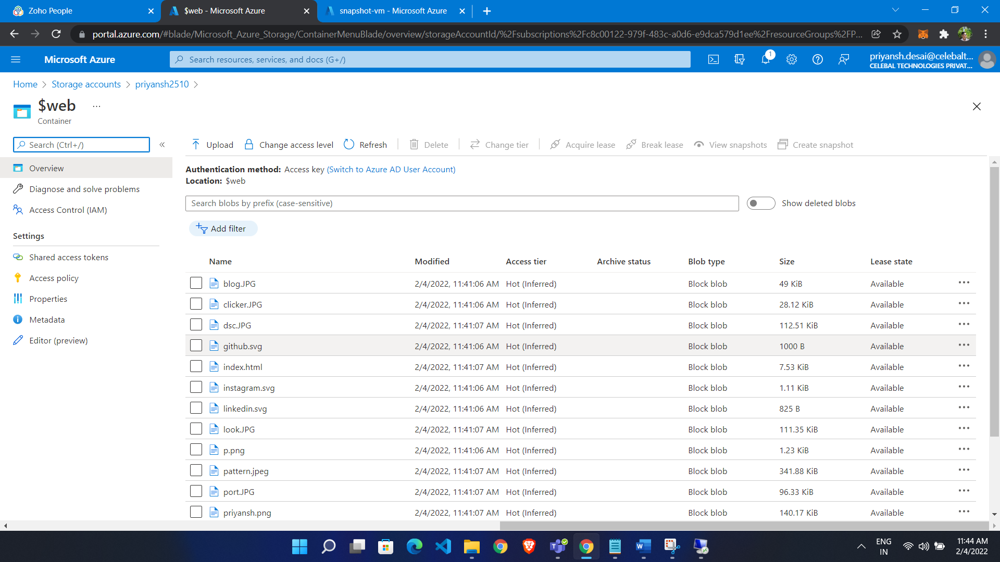 Zoho People
$web - Microsoft Azure
snapshot-vm - Microsoft Azure
portal.azure.com/#blade/Microsoft_Azure_Storage/ContainerMenuBlade/overview/storageAccountId/%2Fsubscriptions%2Fc8c00122-979f-483c-a0d6-e9dca579d1ee%2FresourceGroups%2FP...
Microsoft Azure
Search resources, services, and docs (G+/)
1
priyansh.desai@celebalt...
CELEBAL TECHNOLOGIES PRIVAT...
Home > Storage accounts > priyansh2510 >
$web ...
Container
Search (Ctrl+/)
«
Upload Change access level Refresh Delete Change tier Acquire lease Break lease View snapshots Create snapshot
Overview
Diagnose and solve problems
Access Control (IAM)
Settings
Shared access tokens
Access policy
Properties
Metadata
Editor (preview)
Authentication method: Access key (Switch to Azure AD User Account)
Location: $web
Search blobs by prefix (case-sensitive)
Show deleted blobs
Add filter
Name Modified Access tier Archive status Blob type Size Lease state
blog.JPG 2/4/2022, 11:41:06 AM Hot (Inferred) Block blob 49 KiB Available
clicker.JPG 2/4/2022, 11:41:06 AM Hot (Inferred) Block blob 28.12 KiB Available
dsc.JPG 2/4/2022, 11:41:07 AM Hot (Inferred) Block blob 112.51 KiB Available
github.svg 2/4/2022, 11:41:06 AM Hot (Inferred) Block blob 1000 B Available
index.html 2/4/2022, 11:41:07 AM Hot (Inferred) Block blob 7.53 KiB Available
instagram.svg 2/4/2022, 11:41:06 AM Hot (Inferred) Block blob 1.11 KiB Available
linkedin.svg 2/4/2022, 11:41:06 AM Hot (Inferred) Block blob 825 B Available
look.JPG 2/4/2022, 11:41:07 AM Hot (Inferred) Block blob 111.35 KiB Available
p.png 2/4/2022, 11:41:06 AM Hot (Inferred) Block blob 1.23 KiB Available
pattern.jpeg 2/4/2022, 11:41:07 AM Hot (Inferred) Block blob 341.88 KiB Available
port.JPG 2/4/2022, 11:41:07 AM Hot (Inferred) Block blob 96.33 KiB Available
priyansh.png 2/4/2022, 11:41:07 AM Hot (Inferred) Block blob 140.17 KiB Available
ENG
IN
11:44 AM
2/4/2022